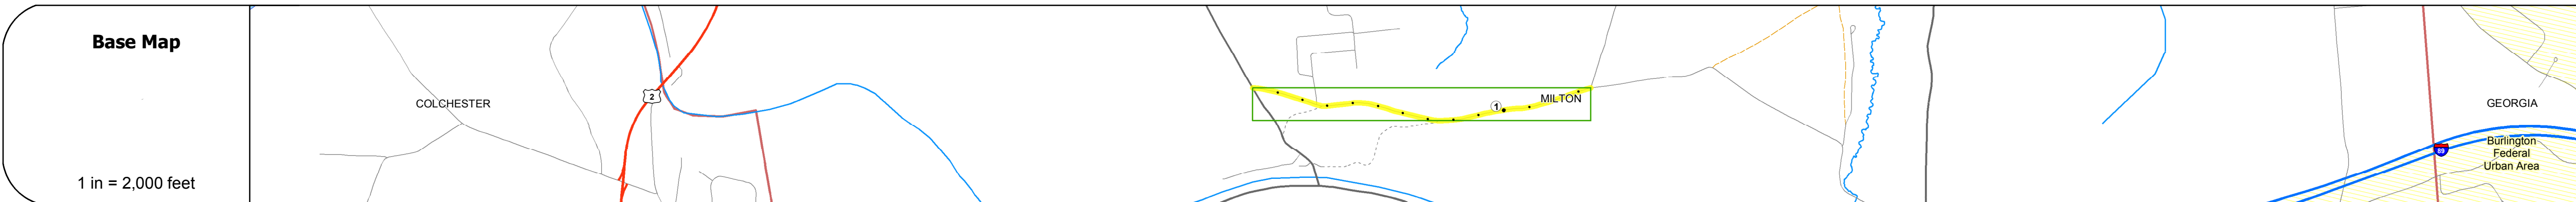 Base Map
1 in = 2,000 feet
COLCHESTER
2
1
MILTON
GEORGIA
89
Burlington
Federal
Urban Area